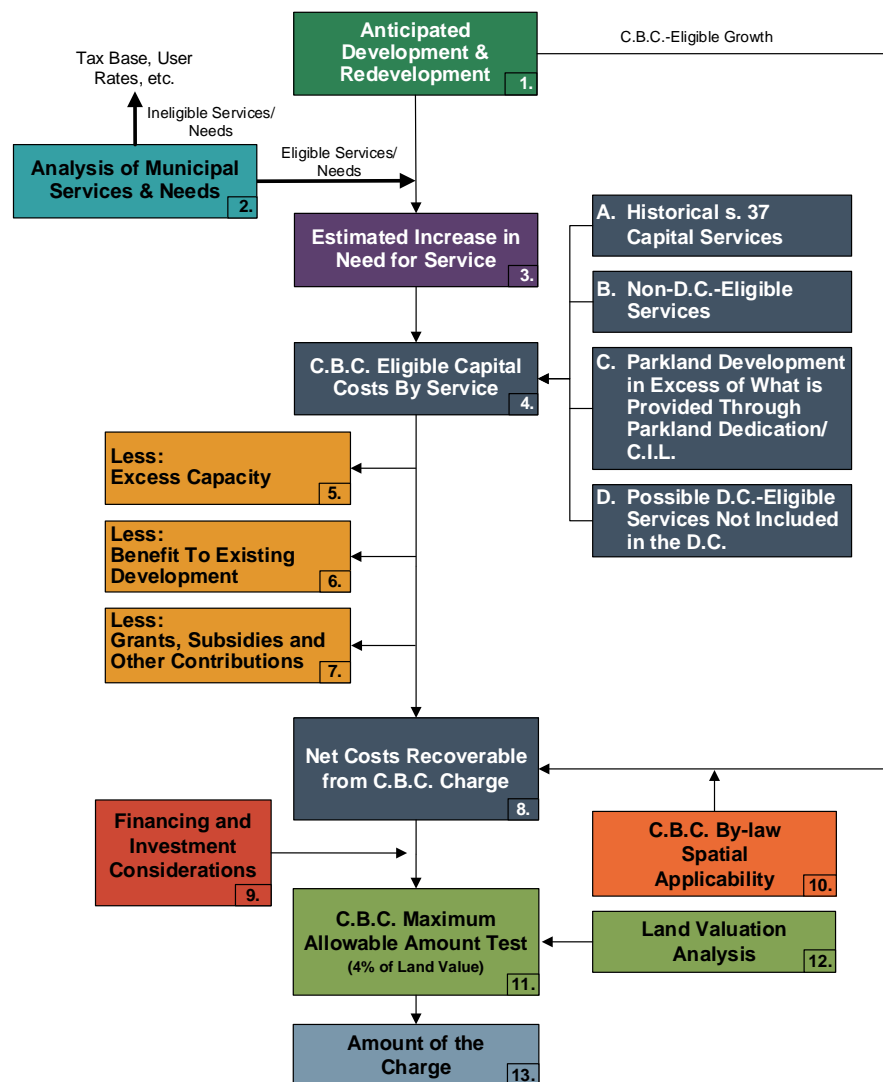 Anticipated
Development &
Redevelopment
1.
C.B.C.-Eligible Growth
Tax Base, User
Rates, etc.
Ineligible Services/
Needs
Analysis of Municipal
Services & Needs
2.
Eligible Services/
Needs
Estimated Increase in
Need for Service
3.
C.B.C. Eligible Capital
Costs By Service
4.
A. Historical s. 37
Capital Services
B. Non-D.C.-Eligible
Services
C. Parkland Development
in Excess of What is
Provided Through
Parkland Dedication/
C.I.L.
D. Possible D.C.-Eligible
Services Not Included
in the D.C.
Less:
Excess Capacity
5.
Less:
Benefit To Existing
Development
6.
Less:
Grants, Subsidies and
Other Contributions
7.
Net Costs Recoverable
from C.B.C. Charge
8.
Financing and
Investment
Considerations
9.
C.B.C. By-law
Spatial
Applicability
10.
C.B.C. Maximum
Allowable Amount Test
(4% of Land Value)
11.
Land Valuation
Analysis
12.
Amount of the
Charge
13.